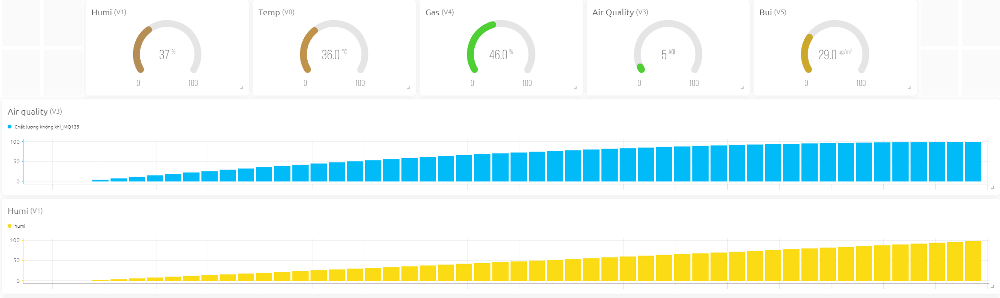 Humi (V1)
37 %
0 100
Temp (V0)
36.0 °C
0 100
Gas (V4)
46.0 %
0 100
Air Quality (V3)
5 AQI
0 100
Bui (V5)
29.0 ug/m³
0 100
Air quality (V3)
Chất lượng không khí_MQ135
100
50
0
Humi (V1)
humi
100
50
0